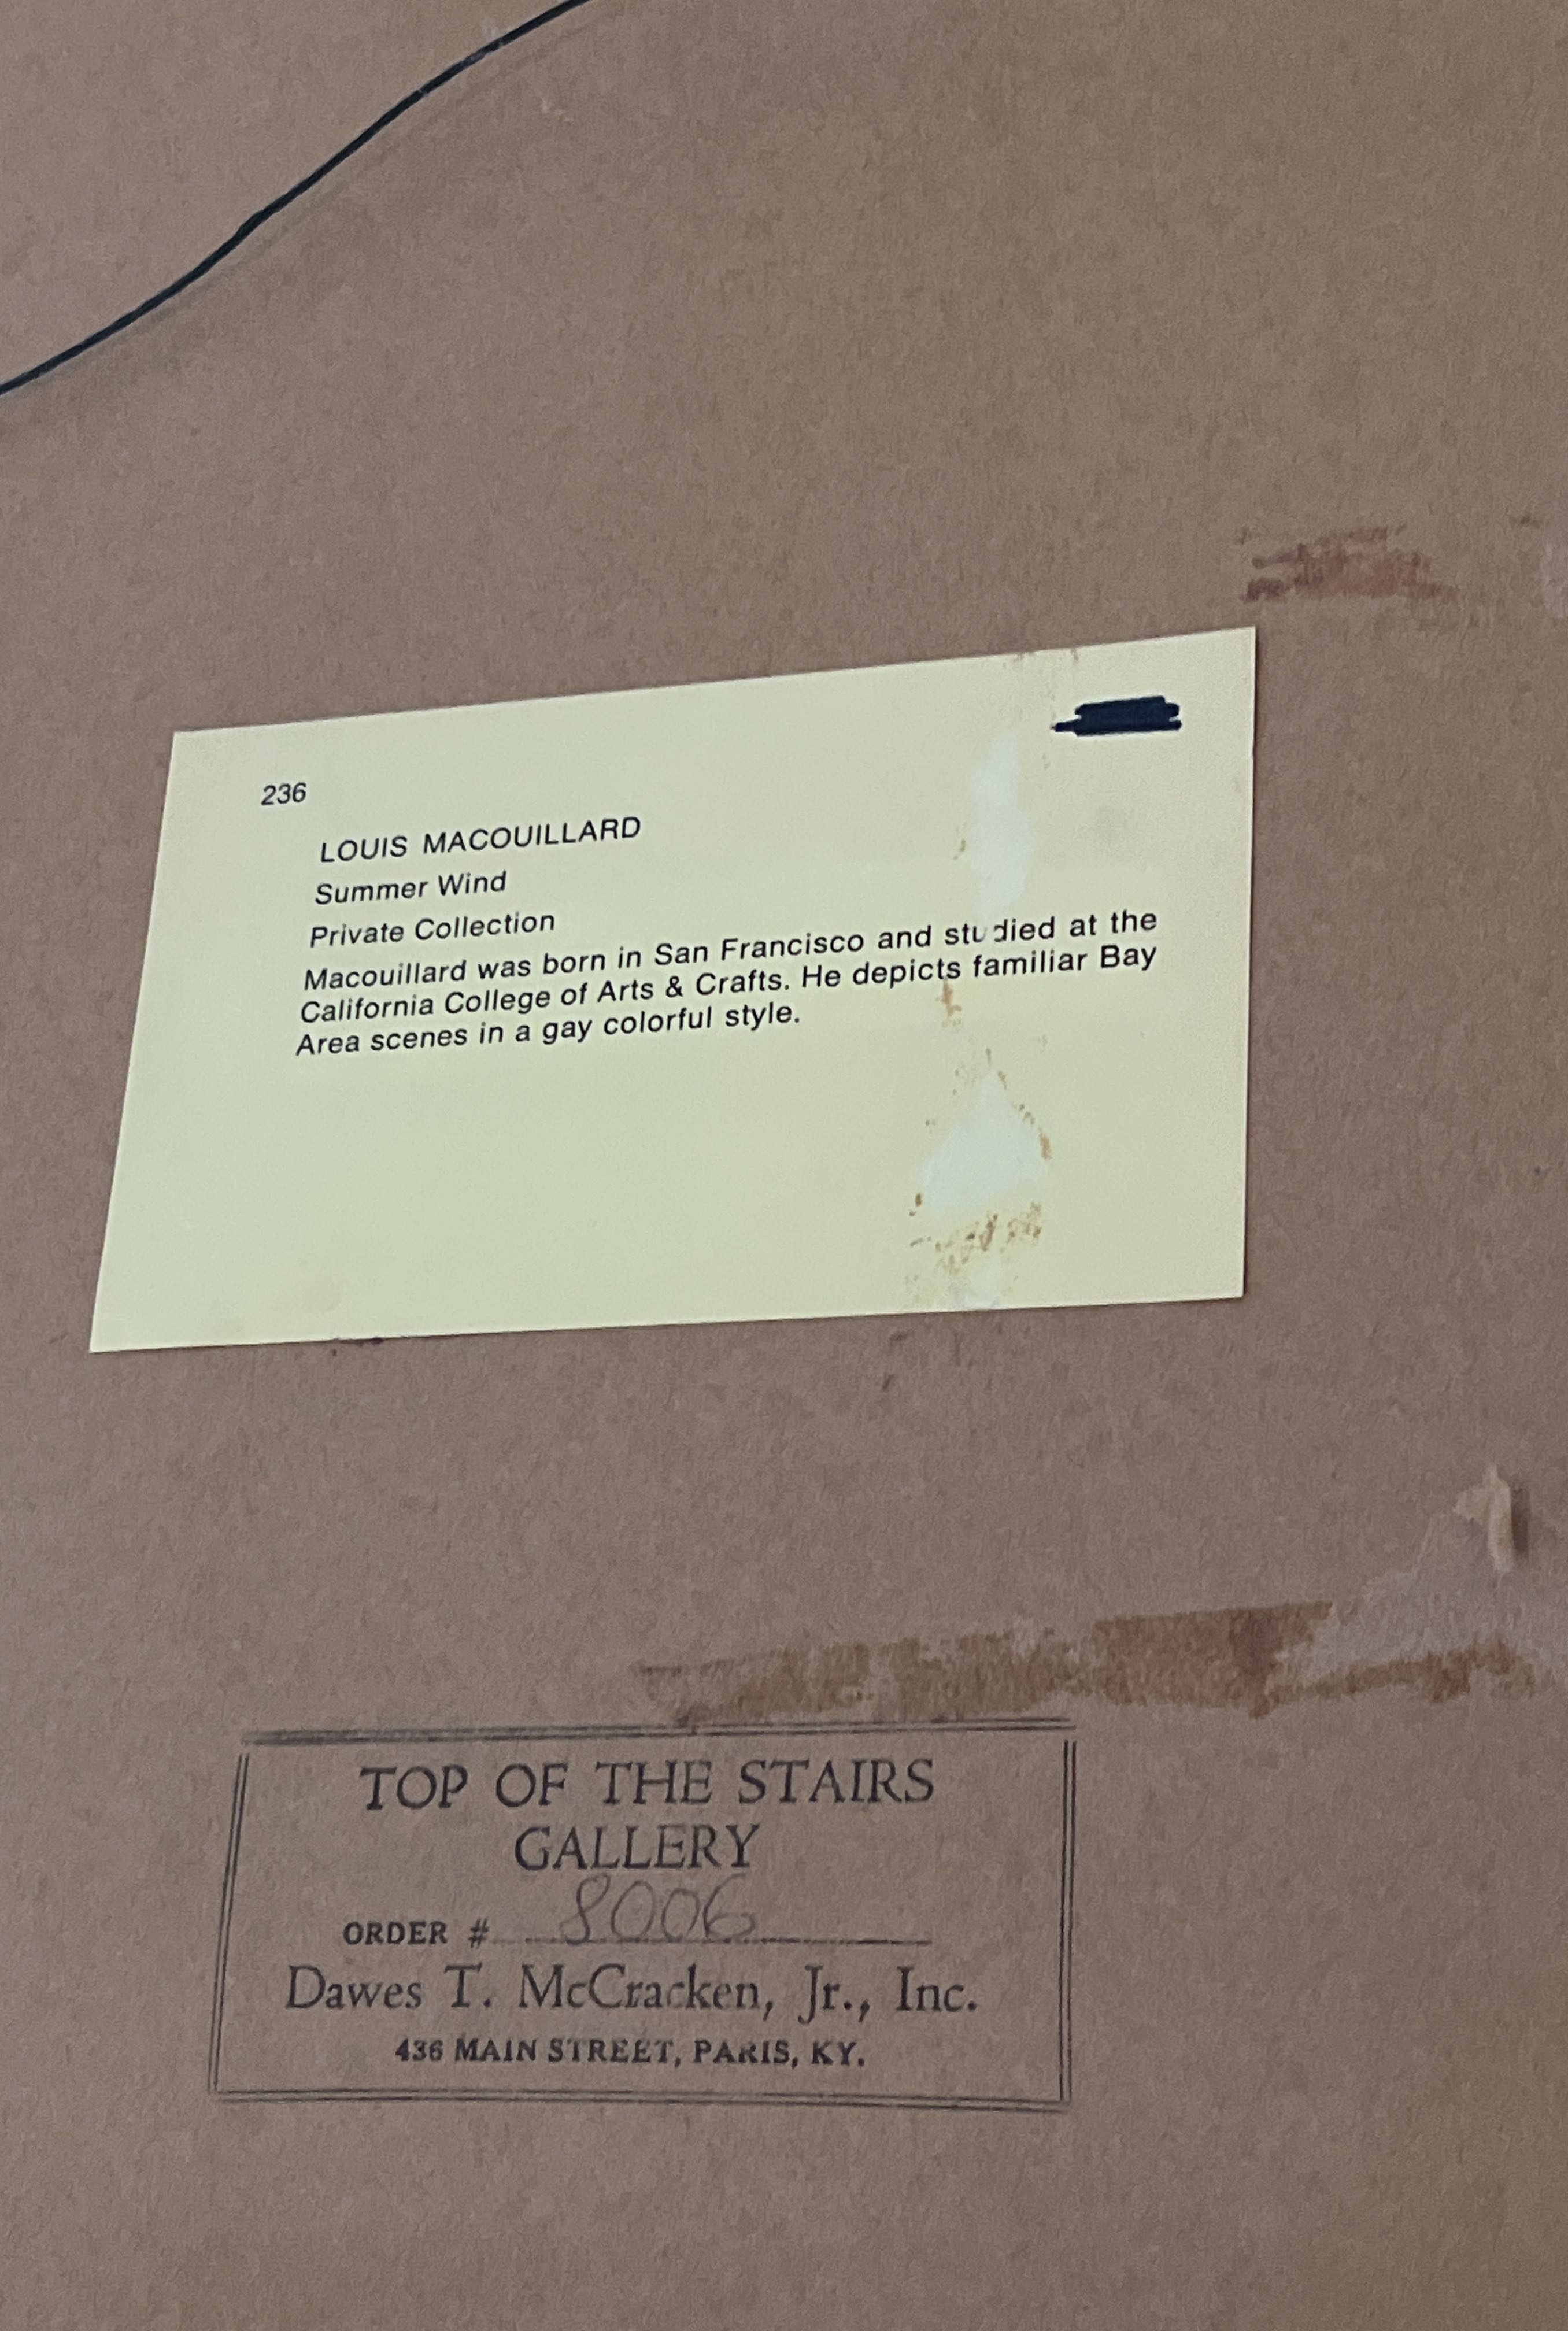 236
LOUIS MACOUILLARD
Summer Wind
Private Collection
Macouillard was born in San Francisco and studied at the
California College of Arts & Crafts. He depicts familiar Bay
Area scenes in a gay colorful style.
TOP OF THE STAIRS
GALLERY
ORDER # 8006
Dawes T. McCracken, Jr., Inc.
436 MAIN STREET, PARIS, KY.